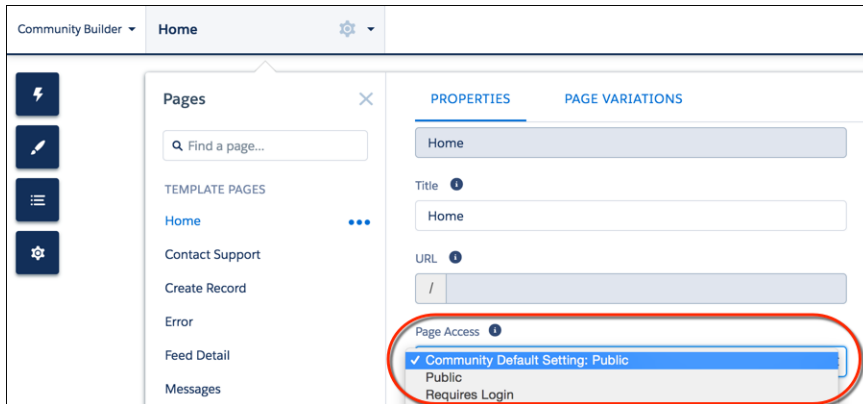 Community Builder
Home
Pages
Find a page...
TEMPLATE PAGES
Home
Contact Support
Create Record
Error
Feed Detail
Messages
PROPERTIES
PAGE VARIATIONS
Home
Title
Home
URL
/
Page Access
✓ Community Default Setting: Public
Public
Requires Login